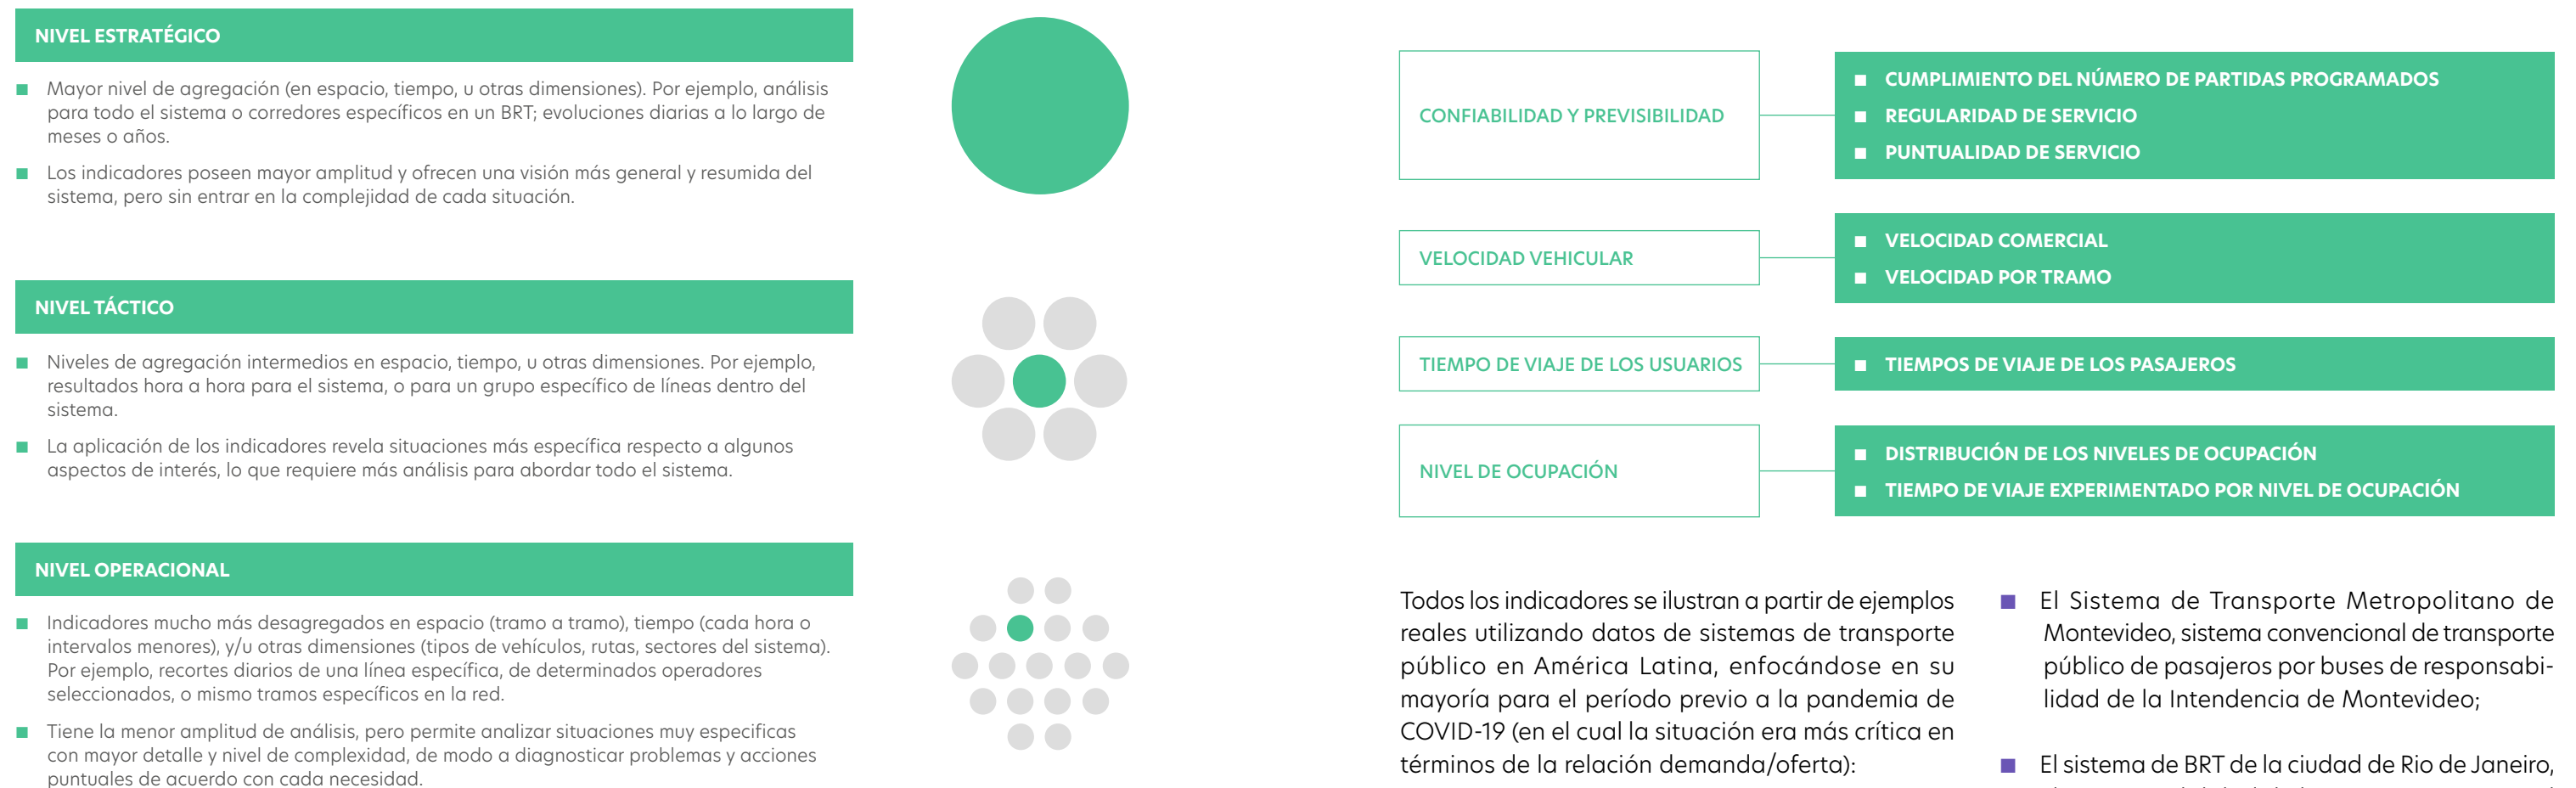 NIVEL ESTRATÉGICO
■ Mayor nivel de agregación (en espacio, tiempo, u otras dimensiones). Por ejemplo, análisis
para todo el sistema o corredores específicos en un BRT; evoluciones diarias a lo largo de
meses o años.
■ Los indicadores poseen mayor amplitud y ofrecen una visión más general y resumida del
sistema, pero sin entrar en la complejidad de cada situación.
NIVEL TÁCTICO
■ Niveles de agregación intermedios en espacio, tiempo, u otras dimensiones. Por ejemplo,
resultados hora a hora para el sistema, o para un grupo específico de líneas dentro del
sistema.
■ La aplicación de los indicadores revela situaciones más específica respecto a algunos
aspectos de interés, lo que requiere más análisis para abordar todo el sistema.
NIVEL OPERACIONAL
■ Indicadores mucho más desagregados en espacio (tramo a tramo), tiempo (cada hora o
intervalos menores), y/u otras dimensiones (tipos de vehículos, rutas, sectores del sistema).
Por ejemplo, recortes diarios de una línea específica, de determinados operadores
seleccionados, o mismo tramos específicos en la red.
■ Tiene la menor amplitud de análisis, pero permite analizar situaciones muy especificas
con mayor detalle y nivel de complexidad, de modo a diagnosticar problemas y acciones
puntuales de acuerdo con cada necesidad.
CONFIABILIDAD Y PREVISIBILIDAD
■ CUMPLIMIENTO DEL NÚMERO DE PARTIDAS PROGRAMADOS
■ REGULARIDAD DE SERVICIO
■ PUNTUALIDAD DE SERVICIO
VELOCIDAD VEHICULAR
■ VELOCIDAD COMERCIAL
■ VELOCIDAD POR TRAMO
TIEMPO DE VIAJE DE LOS USUARIOS
■ TIEMPOS DE VIAJE DE LOS PASAJEROS
NIVEL DE OCUPACIÓN
■ DISTRIBUCIÓN DE LOS NIVELES DE OCUPACIÓN
■ TIEMPO DE VIAJE EXPERIMENTADO POR NIVEL DE OCUPACIÓN
Todos los indicadores se ilustran a partir de ejemplos
reales utilizando datos de sistemas de transporte
público en América Latina, enfocándose en su
mayoría para el período previo a la pandemia de
COVID-19 (en el cual la situación era más crítica en
términos de la relación demanda/oferta):
■ El Sistema de Transporte Metropolitano de
Montevideo, sistema convencional de transporte
público de pasajeros por buses de responsabi-
lidad de la Intendencia de Montevideo;
■ El sistema de BRT de la ciudad de Rio de Janeiro,